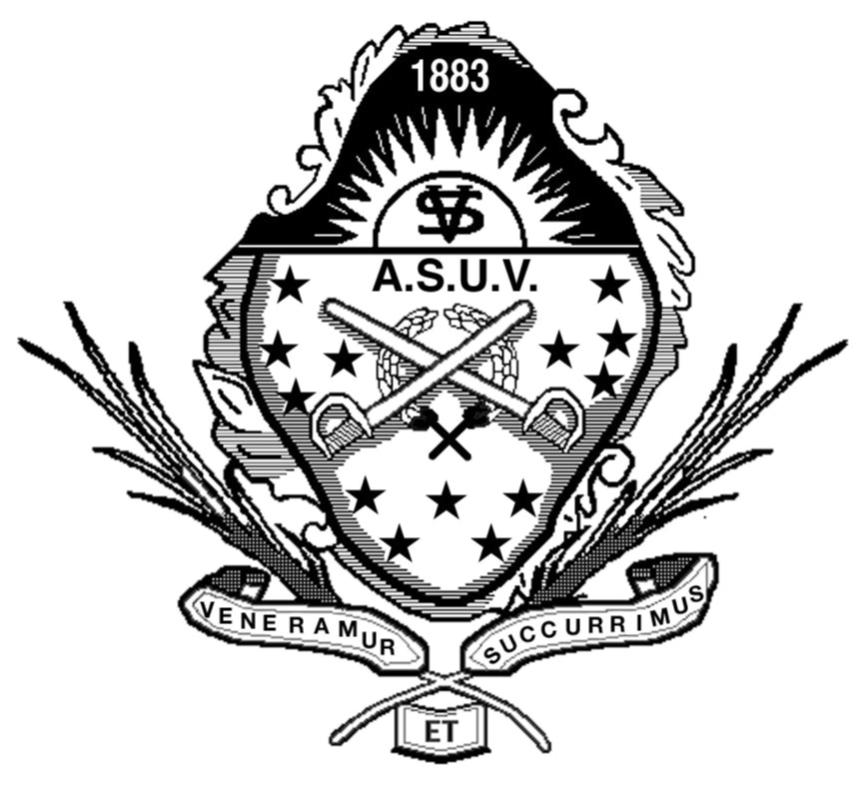 1883
VS
A.S.U.V.
VENERAMUR
SUCCURRIMUS
ET